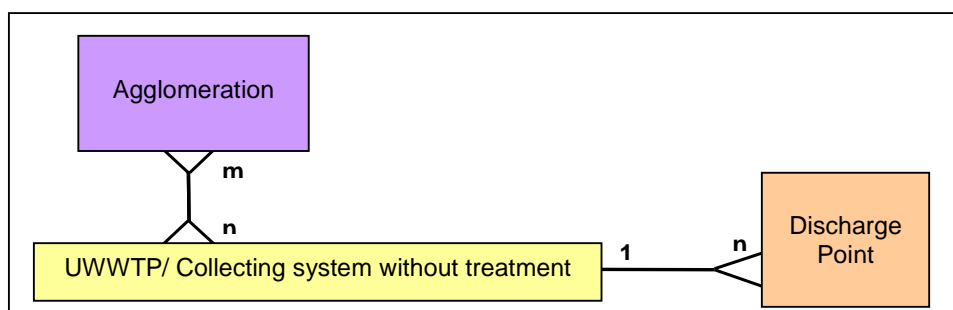 Agglomeration
m
n
UWWTP/ Collecting system without treatment
1
n
Discharge
Point